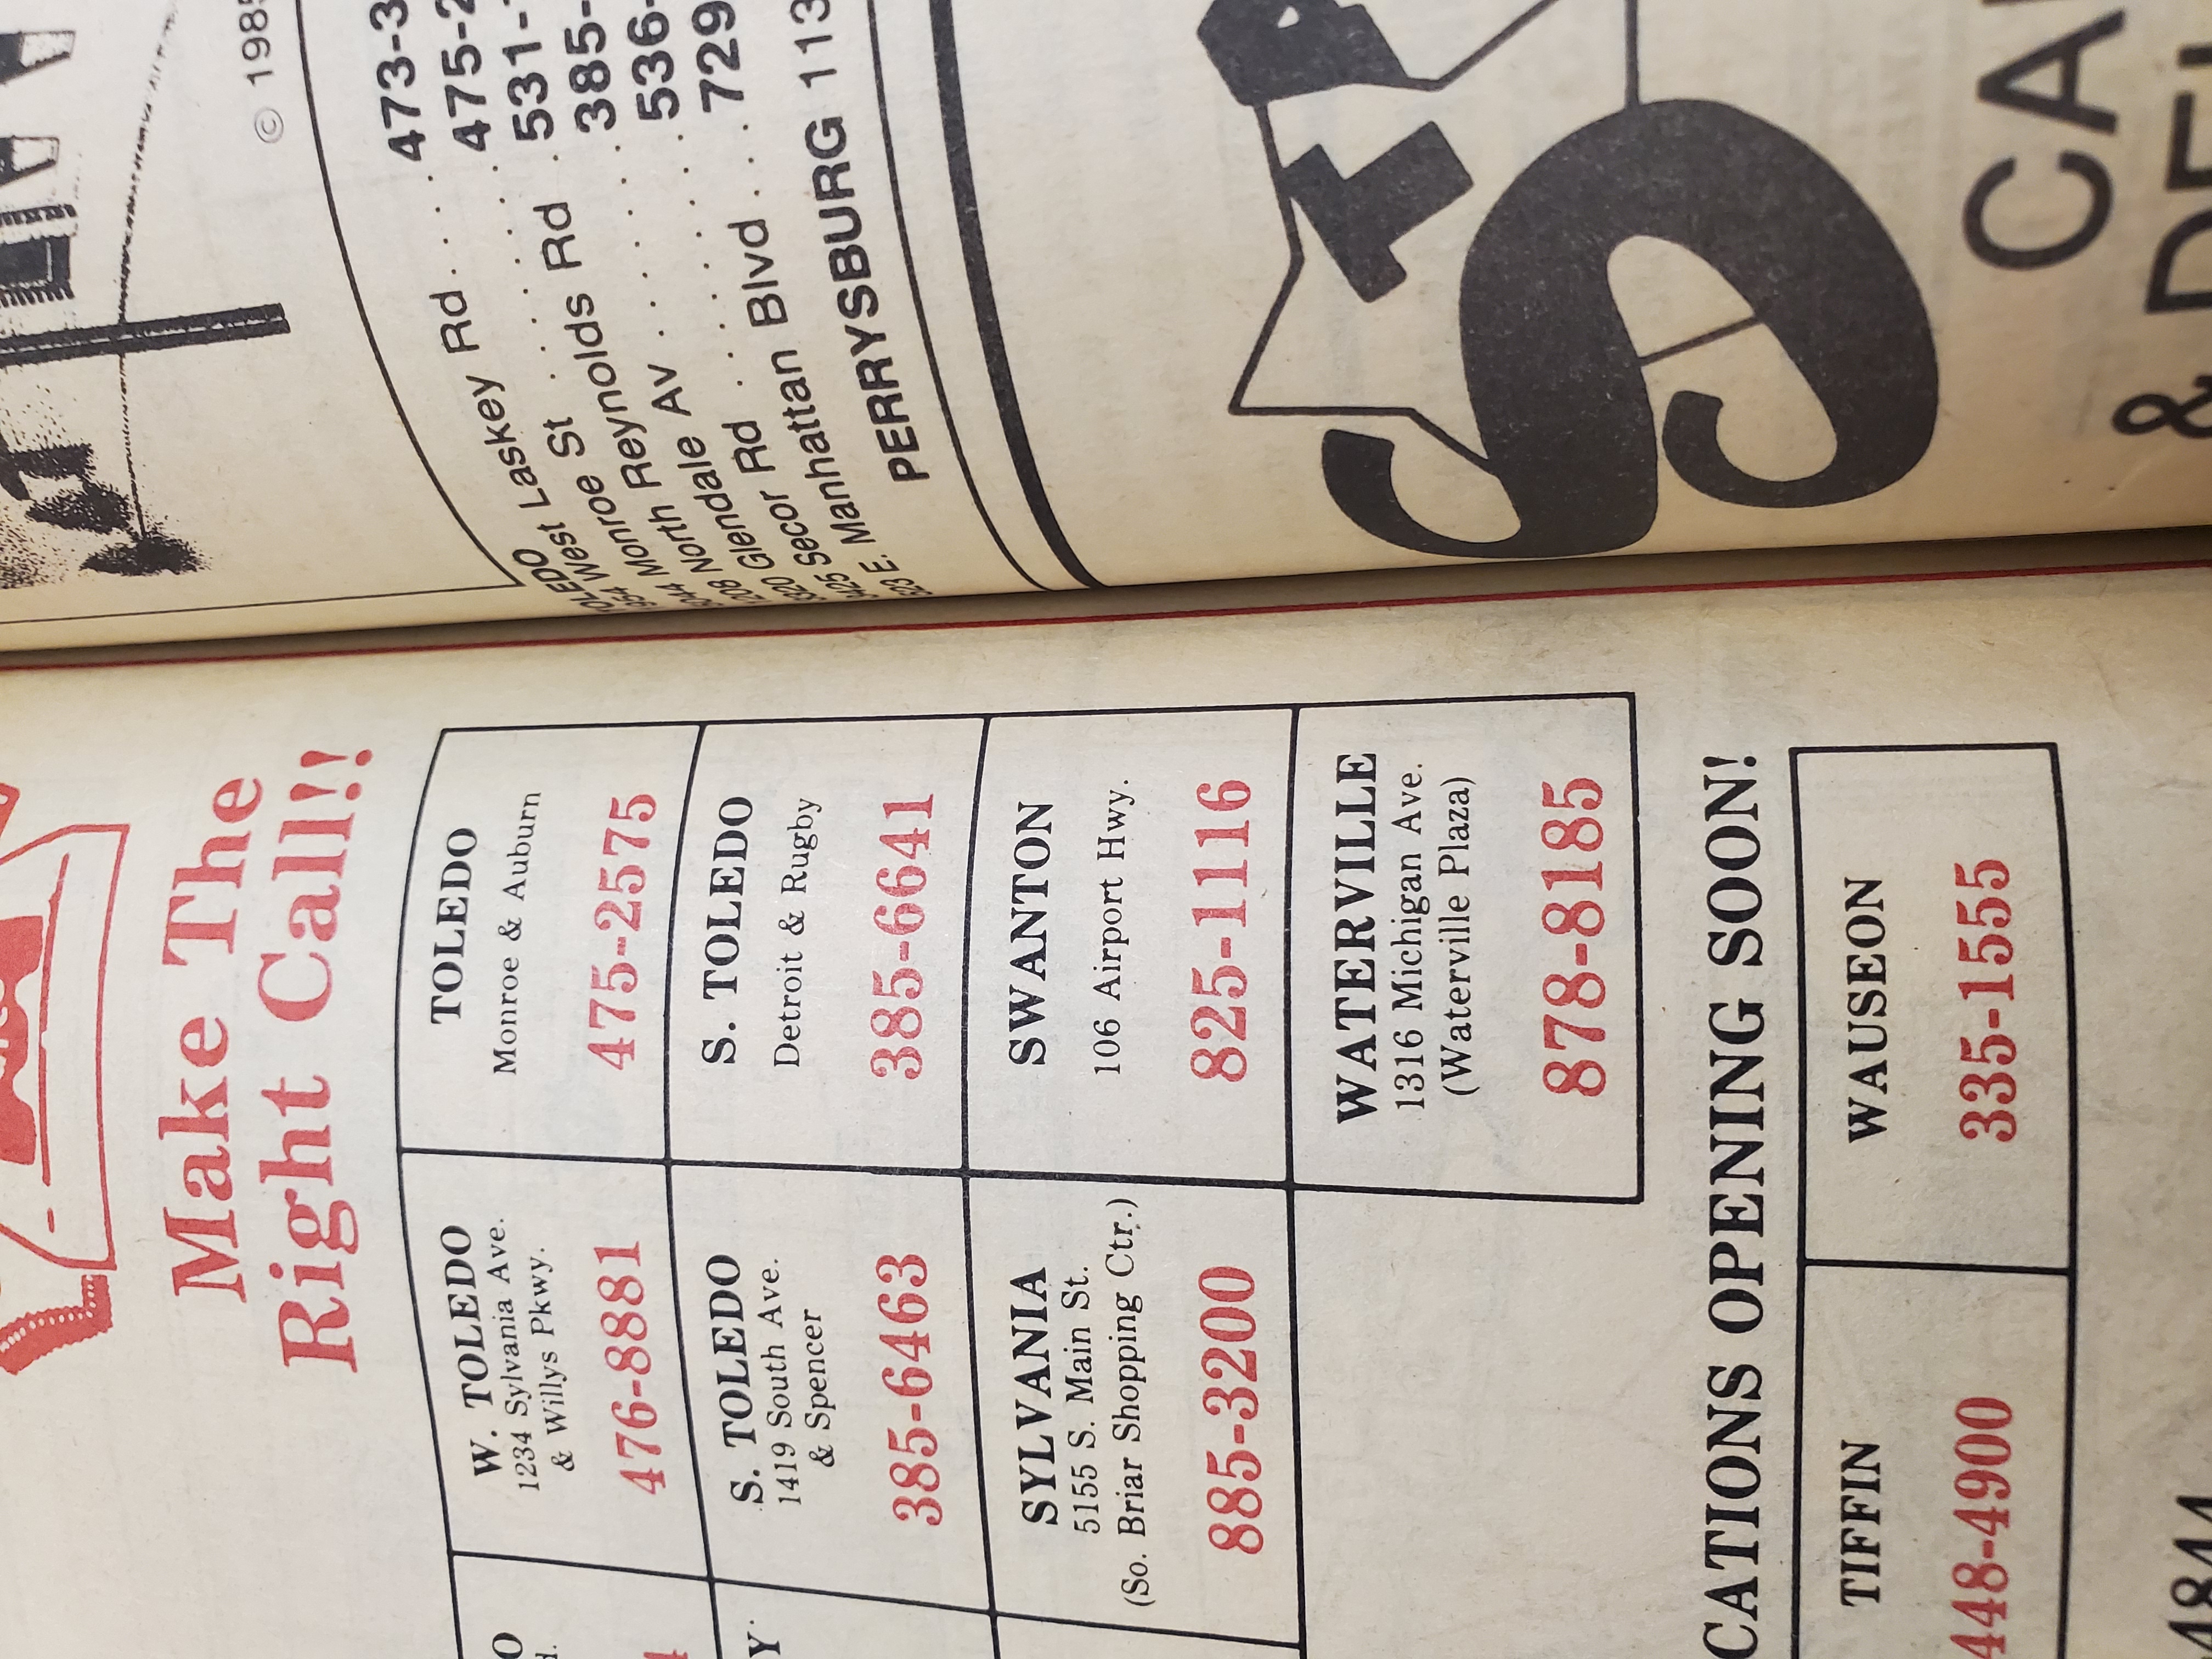 Make The
Right Call!!
W. TOLEDO
1234 Sylvania Ave.
& Willys Pkwy.
476-8881
TOLEDO
Monroe & Auburn
475-2575
S. TOLEDO
1419 South Ave.
& Spencer
385-6463
S. TOLEDO
Detroit & Rugby
385-6641
SYLVANIA
5155 S. Main St.
(So. Briar Shopping Ctr.)
885-3200
SWANTON
106 Airport Hwy.
825-1116
WATERVILLE
1316 Michigan Ave.
(Waterville Plaza)
878-8185
CATIONS OPENING SOON!
TIFFIN
448-4900
WAUSEON
335-1555
© 198
TOLEDO
West Laskey Rd 473-3
Monroe St 475-2
North Reynolds Rd 531-
Glendale Av 385-
Secor Rd 536-
E. Manhattan Blvd 729
PERRYSBURG 113
ST
CA
& DE